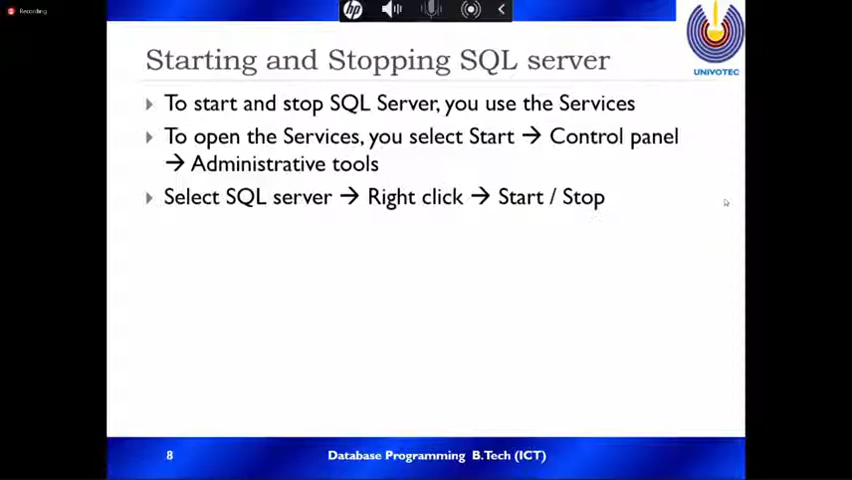 Recording
hp
UNIVOTEC
Starting and Stopping SQL server
To start and stop SQL Server, you use the Services
To open the Services, you select Start → Control panel
→ Administrative tools
Select SQL server → Right click → Start / Stop
8
Database Programming B.Tech (ICT)